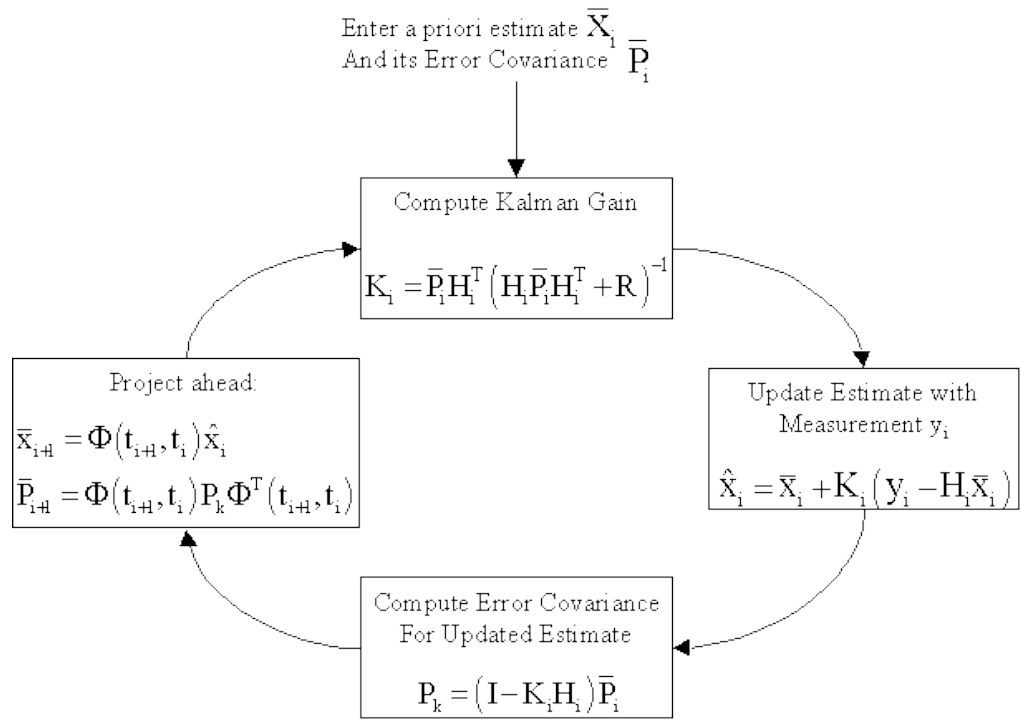 Enter a priori estimate X̅ᵢ
And its Error Covariance P̅ᵢ
Compute Kalman Gain
Kᵢ = P̅ᵢHᵢᵀ(HᵢP̅ᵢHᵢᵀ + R)⁻¹
Project ahead:
x̅ᵢ₊₁ = Φ(tᵢ₊₁, tᵢ)x̂ᵢ
P̅ᵢ₊₁ = Φ(tᵢ₊₁, tᵢ)PₖΦᵀ(tᵢ₊₁, tᵢ)
Update Estimate with
Measurement yᵢ
x̂ᵢ = x̅ᵢ + Kᵢ(yᵢ − Hᵢx̅ᵢ)
Compute Error Covariance
For Updated Estimate
Pₖ = (I − KᵢHᵢ)P̅ᵢ